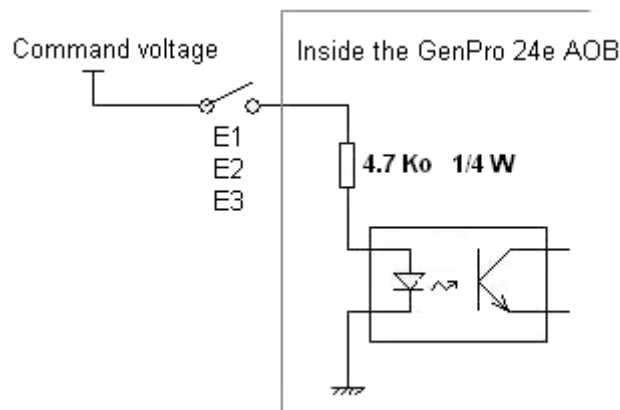 Command voltage
Inside the GenPro 24e AOB
E1
E2
E3
4.7 Ko 1/4 W